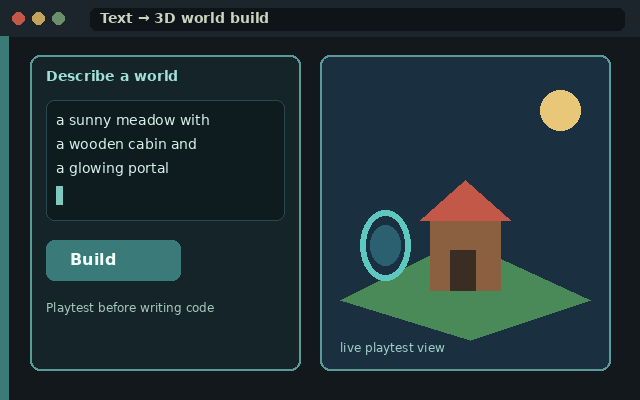 Text → 3D world build
Describe a world
a sunny meadow with
a wooden cabin and
a glowing portal
Build
Playtest before writing code
live playtest view